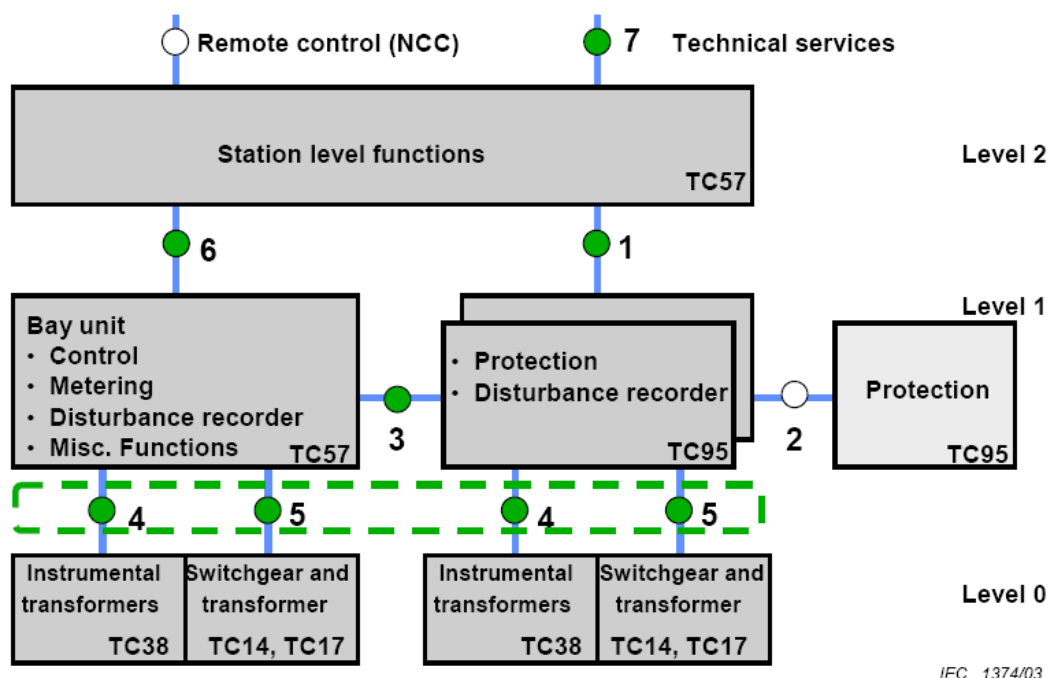 Remote control (NCC)
7 Technical services
Station level functions
TC57
Level 2
6
1
Level 1
Bay unit
• Control
• Metering
• Disturbance recorder
• Misc. Functions
TC57
3
• Protection
• Disturbance recorder
TC95
2
Protection
TC95
4
5
4
5
Instrumental
transformers
TC38
Switchgear and
transformer
TC14, TC17
Instrumental
transformers
TC38
Switchgear and
transformer
TC14, TC17
Level 0
IEC 1374/03